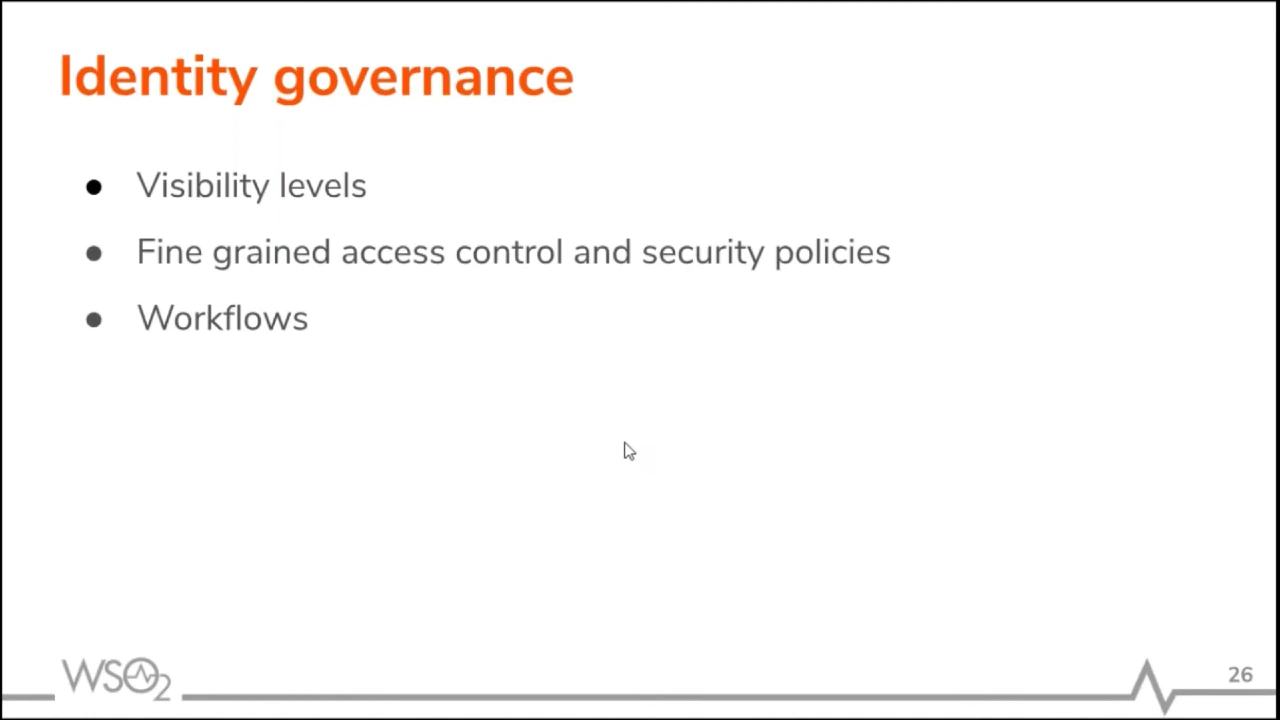 Identity governance
● Visibility levels
● Fine grained access control and security policies
● Workflows
WSO2
26